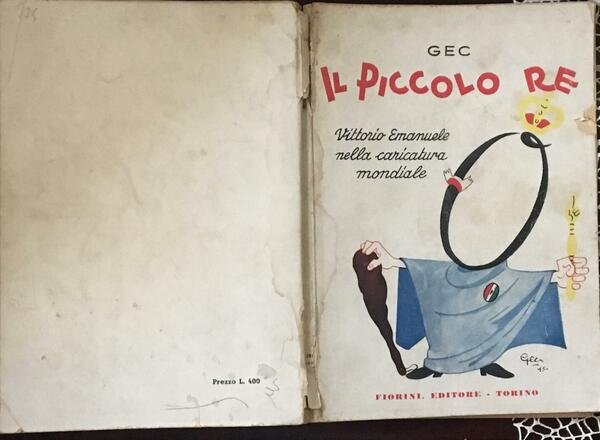 Prezzo L. 400
GEC
IL PICCOLO RE
Vittorio Emanuele
nella caricatura
mondiale
FIORINI, EDITORE - TORINO